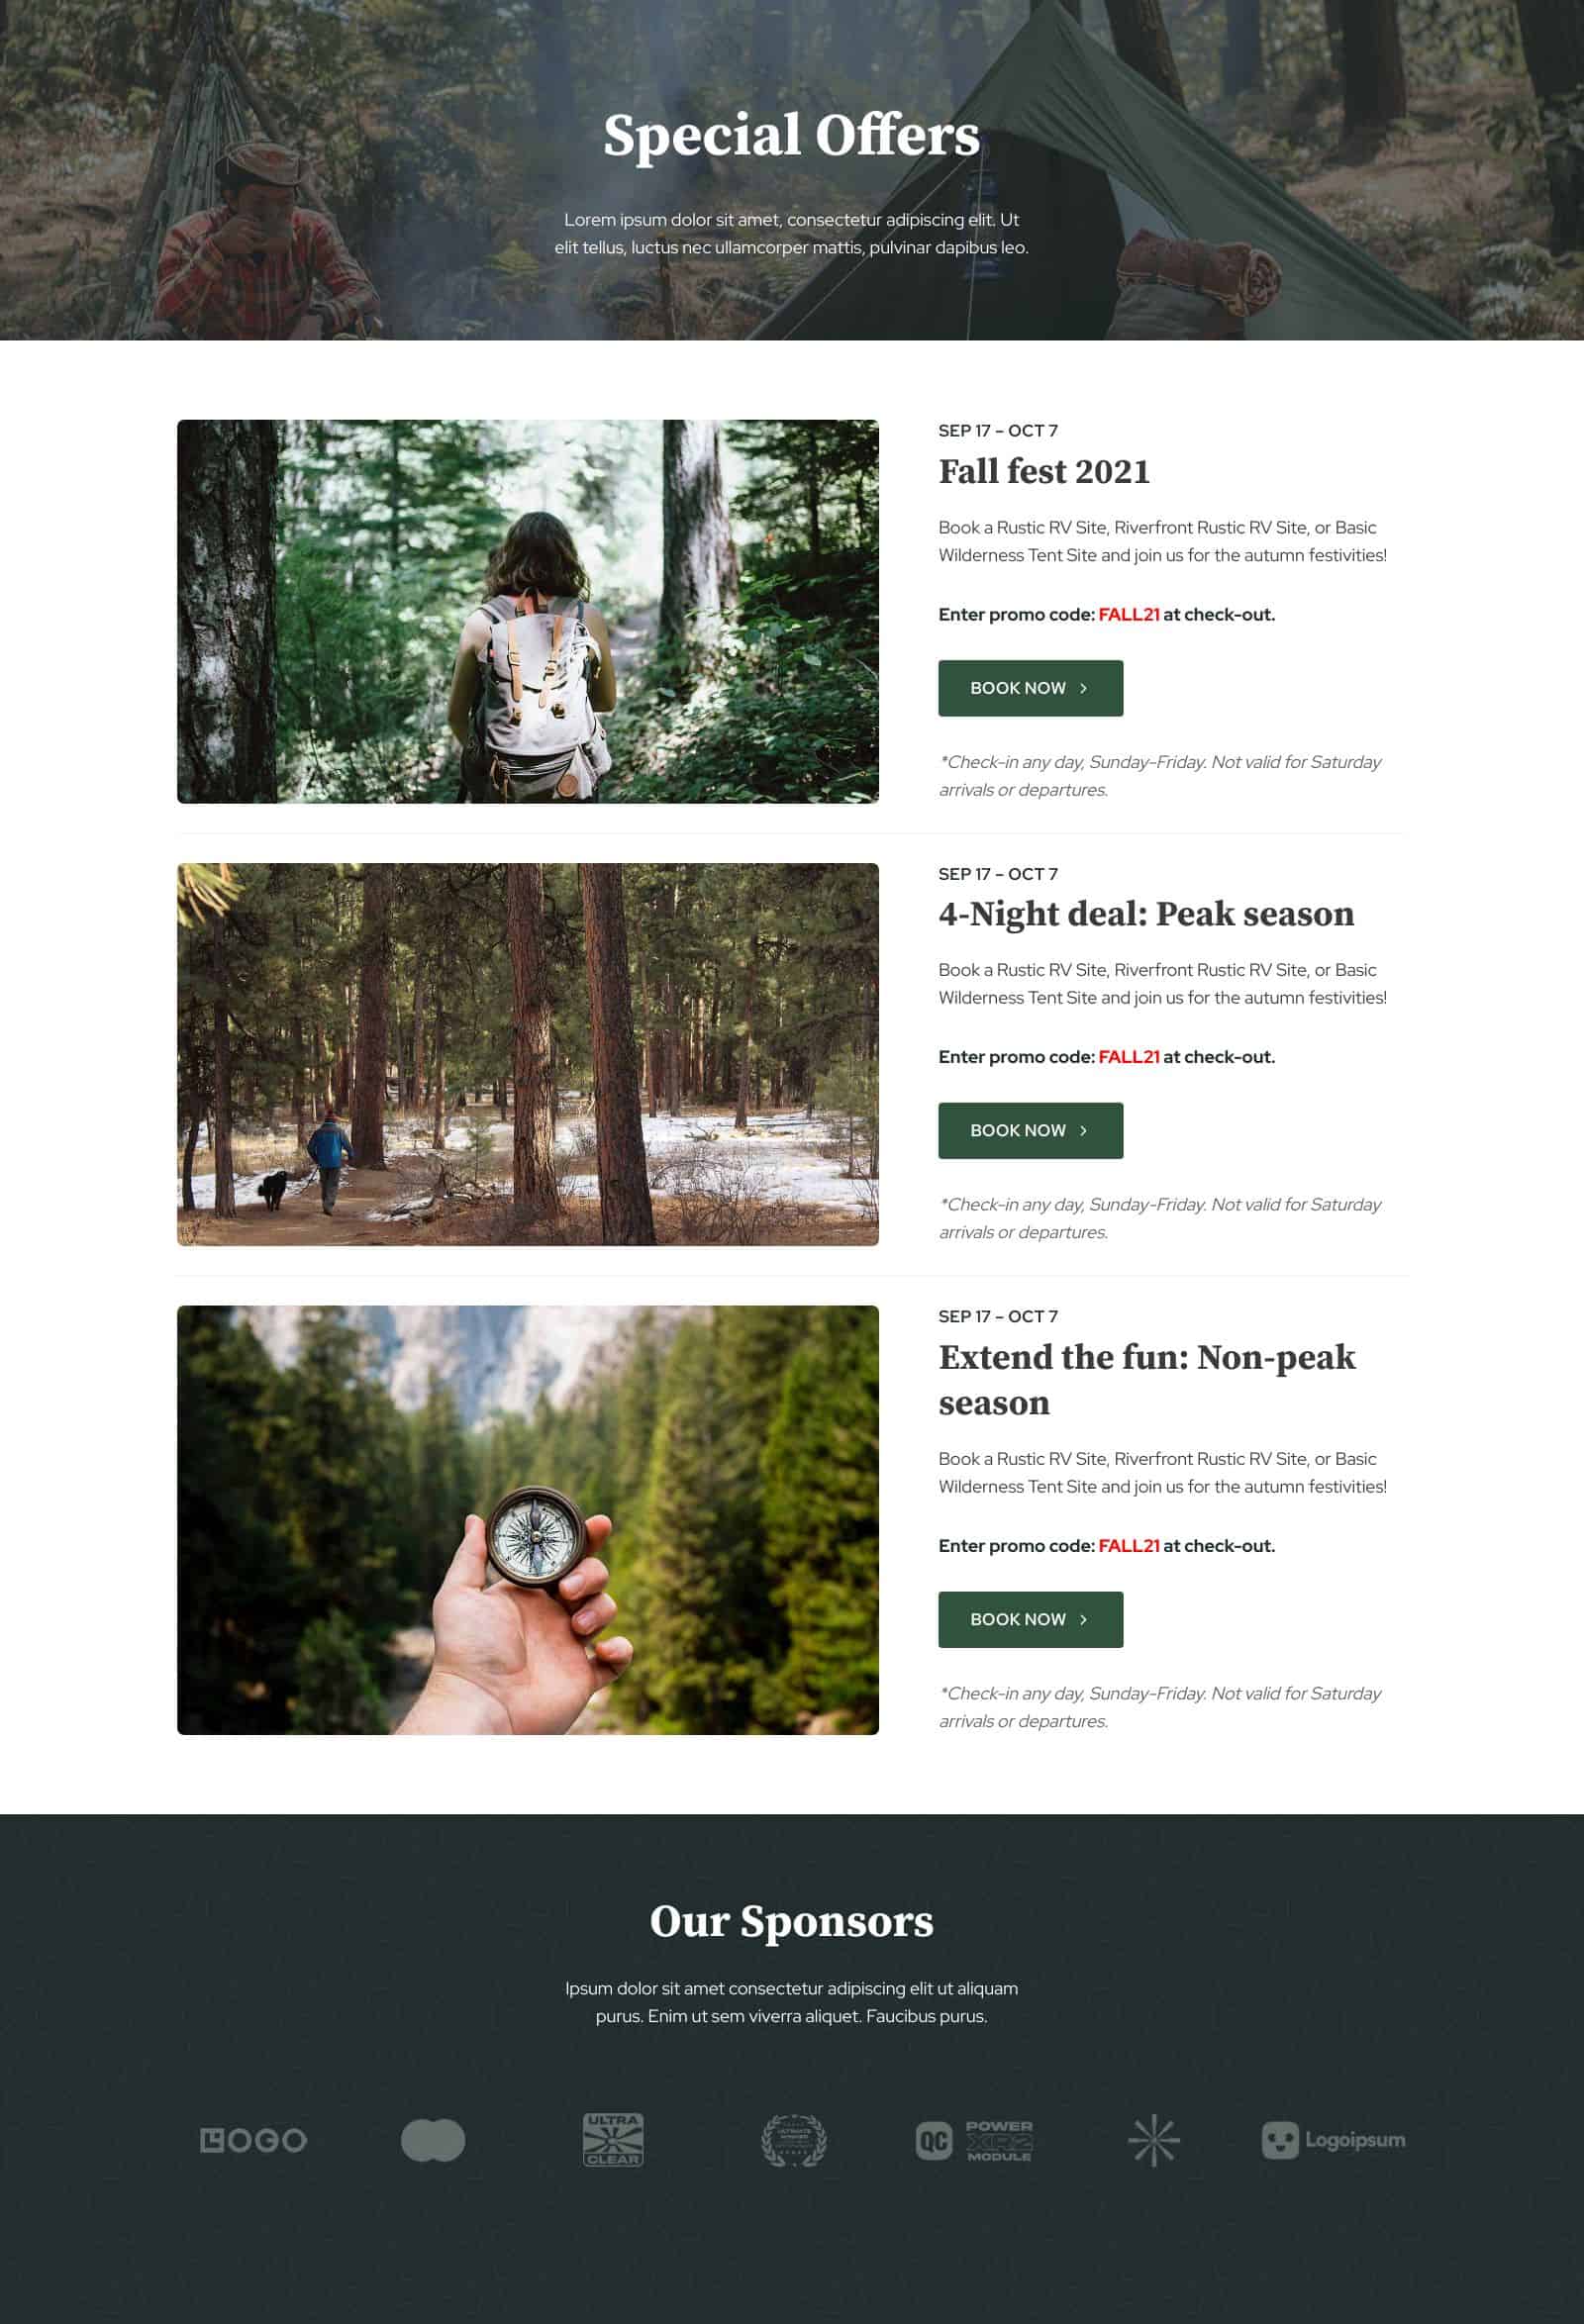 Special Offers
Lorem ipsum dolor sit amet, consectetur adipiscing elit. Ut
elit tellus, luctus nec ullamcorper mattis, pulvinar dapibus leo.
SEP 17 – OCT 7
Fall fest 2021
Book a Rustic RV Site, Riverfront Rustic RV Site, or Basic
Wilderness Tent Site and join us for the autumn festivities!
Enter promo code: FALL21 at check-out.
BOOK NOW
*Check-in any day, Sunday-Friday. Not valid for Saturday
arrivals or departures.
SEP 17 – OCT 7
4-Night deal: Peak season
Book a Rustic RV Site, Riverfront Rustic RV Site, or Basic
Wilderness Tent Site and join us for the autumn festivities!
Enter promo code: FALL21 at check-out.
BOOK NOW
*Check-in any day, Sunday-Friday. Not valid for Saturday
arrivals or departures.
SEP 17 – OCT 7
Extend the fun: Non-peak
season
Book a Rustic RV Site, Riverfront Rustic RV Site, or Basic
Wilderness Tent Site and join us for the autumn festivities!
Enter promo code: FALL21 at check-out.
BOOK NOW
*Check-in any day, Sunday-Friday. Not valid for Saturday
arrivals or departures.
Our Sponsors
Ipsum dolor sit amet consectetur adipiscing elit ut aliquam
purus. Enim ut sem viverra aliquet. Faucibus purus.
LOGO
ULTRA
CLEAR
ULTIMATE
WINNER
QC
POWER
XR2
MODULE
Logoipsum